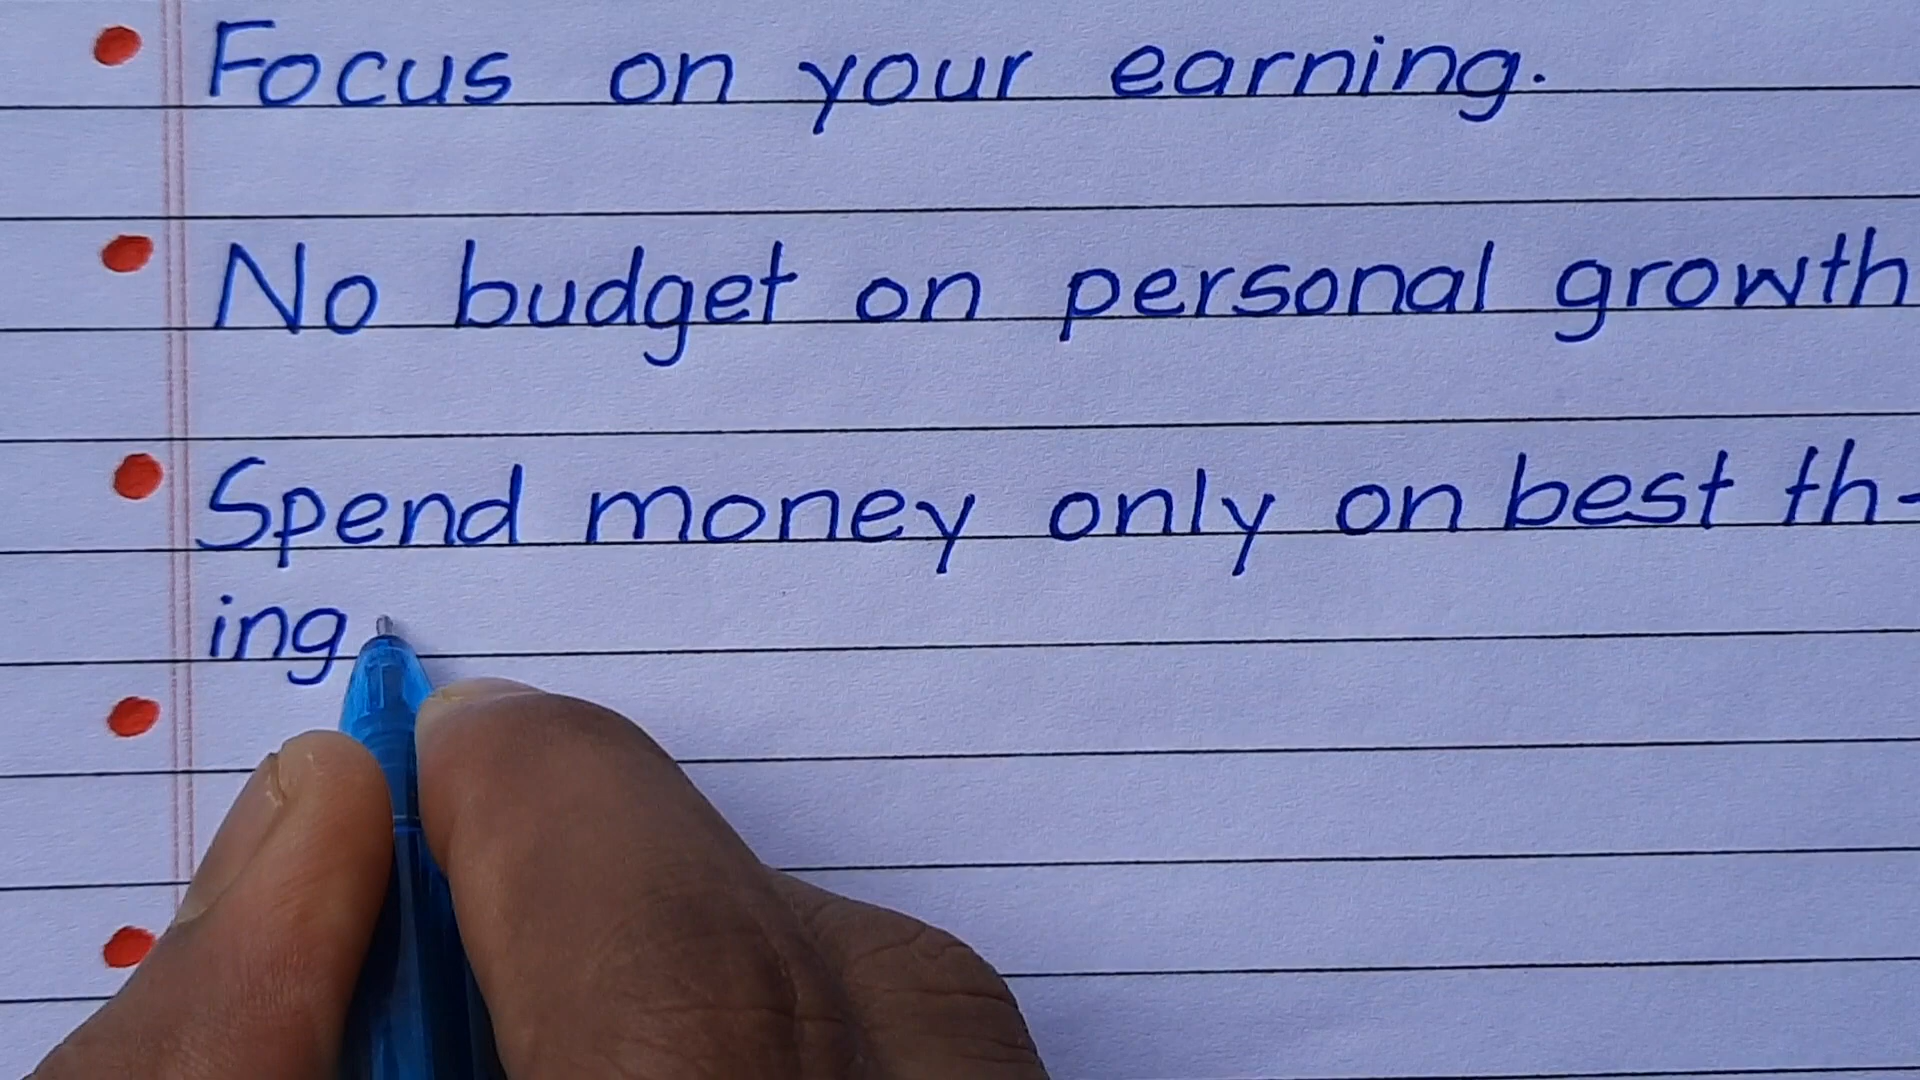 Focus on your earning.
No budget on personal growth
Spend money only on best th-
ing